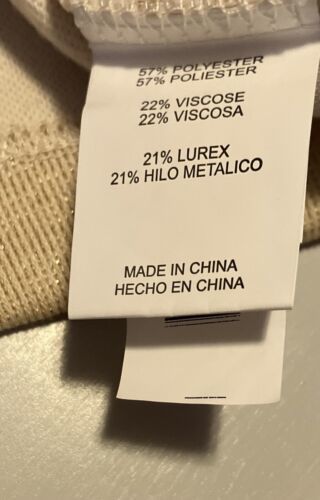 57% POLYESTER
57% POLIESTER
22% VISCOSE
22% VISCOSA
21% LUREX
21% HILO METALICO
MADE IN CHINA
HECHO EN CHINA